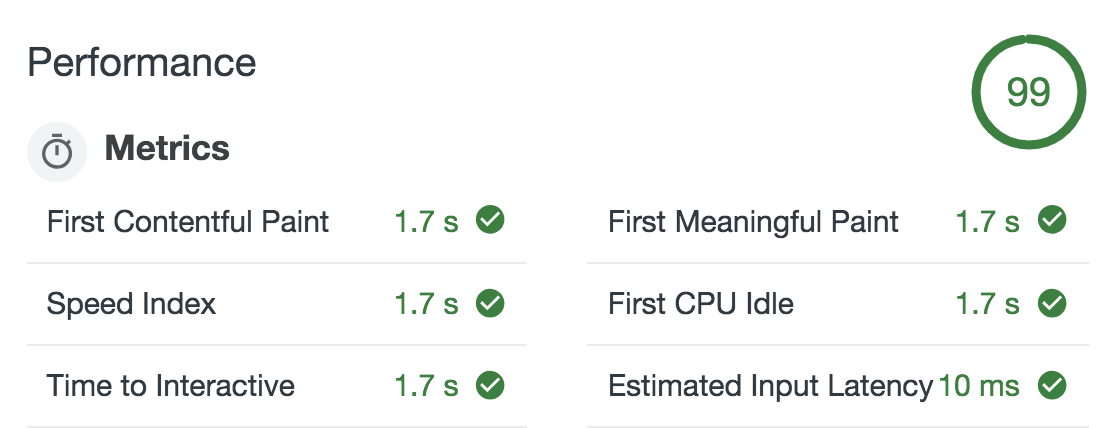 Performance
99
Metrics
First Contentful Paint 1.7 s
First Meaningful Paint 1.7 s
Speed Index 1.7 s
First CPU Idle 1.7 s
Time to Interactive 1.7 s
Estimated Input Latency 10 ms